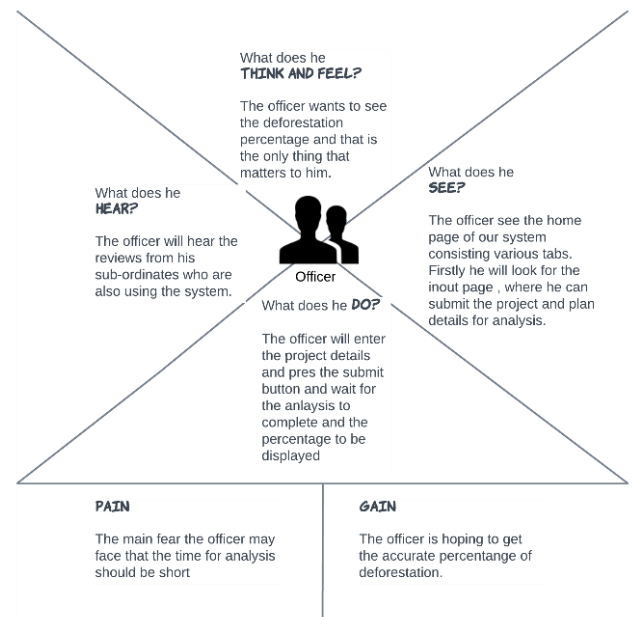 What does he
THINK AND FEEL?
The officer wants to see
the deforestation
percentage and that is
the only thing that
matters to him.
What does he
HEAR?
The officer will hear the
reviews from his
sub-ordinates who are
also using the system.
What does he
SEE?
The officer see the home
page of our system
consisting various tabs.
Firstly he will look for the
inout page , where he can
submit the project and plan
details for analysis.
Officer
What does he DO?
The officer will enter
the project details
and pres the submit
button and wait for
the anlaysis to
complete and the
percentage to be
displayed
PAIN
The main fear the officer may
face that the time for analysis
should be short
GAIN
The officer is hoping to get
the accurate percentange of
deforestation.